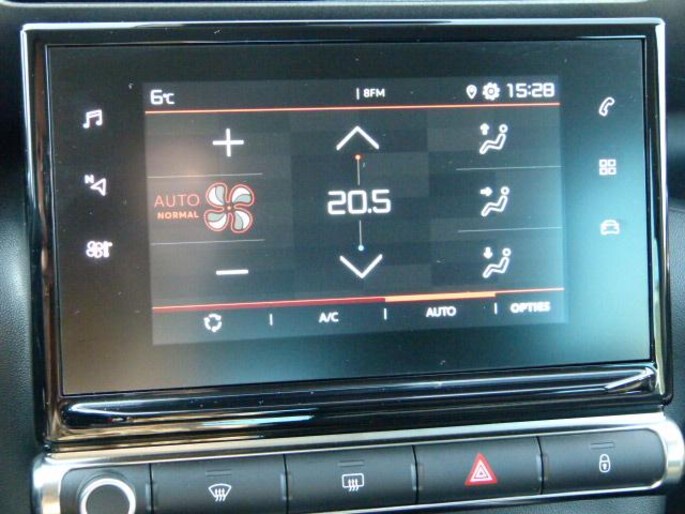 6°C | 8FM 15:28
AUTO
NORMAL
20.5
N
| A/C | AUTO | OPTIES